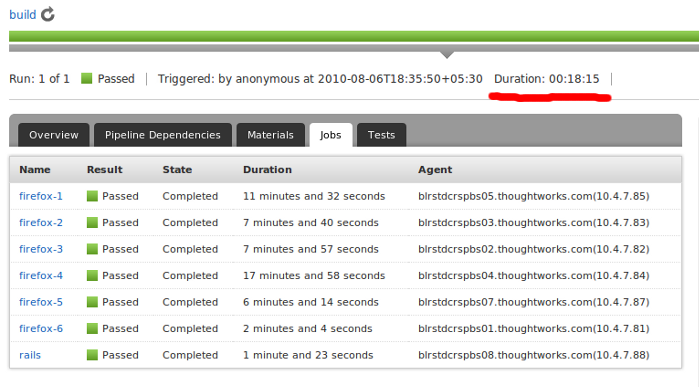 build
Run: 1 of 1 Passed Triggered: by anonymous at 2010-08-06T18:35:50+05:30 Duration: 00:18:15
Overview Pipeline Dependencies Materials Jobs Tests
Name Result State Duration Agent
firefox-1 Passed Completed 11 minutes and 32 seconds blrstdcrspbs05.thoughtworks.com(10.4.7.85)
firefox-2 Passed Completed 7 minutes and 40 seconds blrstdcrspbs03.thoughtworks.com(10.4.7.83)
firefox-3 Passed Completed 7 minutes and 57 seconds blrstdcrspbs02.thoughtworks.com(10.4.7.82)
firefox-4 Passed Completed 17 minutes and 58 seconds blrstdcrspbs04.thoughtworks.com(10.4.7.84)
firefox-5 Passed Completed 6 minutes and 14 seconds blrstdcrspbs07.thoughtworks.com(10.4.7.87)
firefox-6 Passed Completed 2 minutes and 4 seconds blrstdcrspbs01.thoughtworks.com(10.4.7.81)
rails Passed Completed 1 minute and 23 seconds blrstdcrspbs08.thoughtworks.com(10.4.7.88)